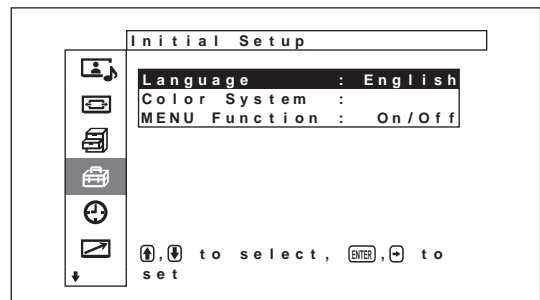 Initial Setup
Language : English
Color System :
MENU Function : On/Off
, to select, ENTER, to
set